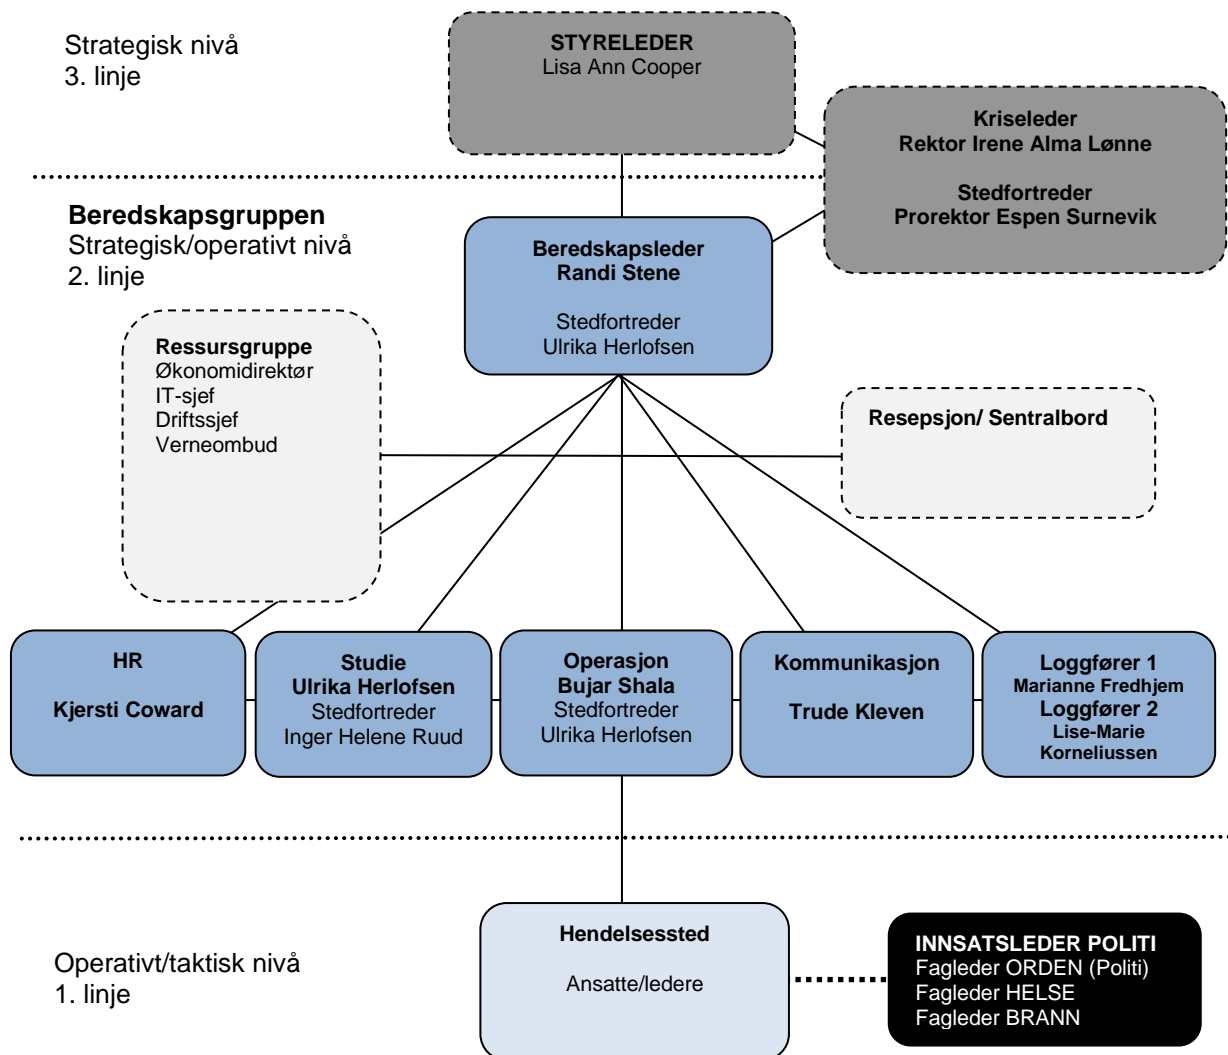 Strategisk nivå
3. linje
STYRELEDER
Lisa Ann Cooper
Kriseleder
Rektor Irene Alma Lønne
Stedfortreder
Prorektor Espen Surnevik
Beredskapsgruppen
Strategisk/operativt nivå
2. linje
Beredskapsleder
Randi Stene
Stedfortreder
Ulrika Herlofsen
Ressursgruppe
Økonomidirektør
IT-sjef
Driftssjef
Verneombud
Resepsjon/ Sentralbord
HR
Kjersti Coward
Studie
Ulrika Herlofsen
Stedfortreder
Inger Helene Ruud
Operasjon
Bujar Shala
Stedfortreder
Ulrika Herlofsen
Kommunikasjon
Trude Kleven
Loggfører 1
Marianne Fredhjem
Loggfører 2
Lise-Marie
Korneliussen
Operativt/taktisk nivå
1. linje
Hendelsessted
Ansatte/ledere
INNSATSLEDER POLITI
Fagleder ORDEN (Politi)
Fagleder HELSE
Fagleder BRANN